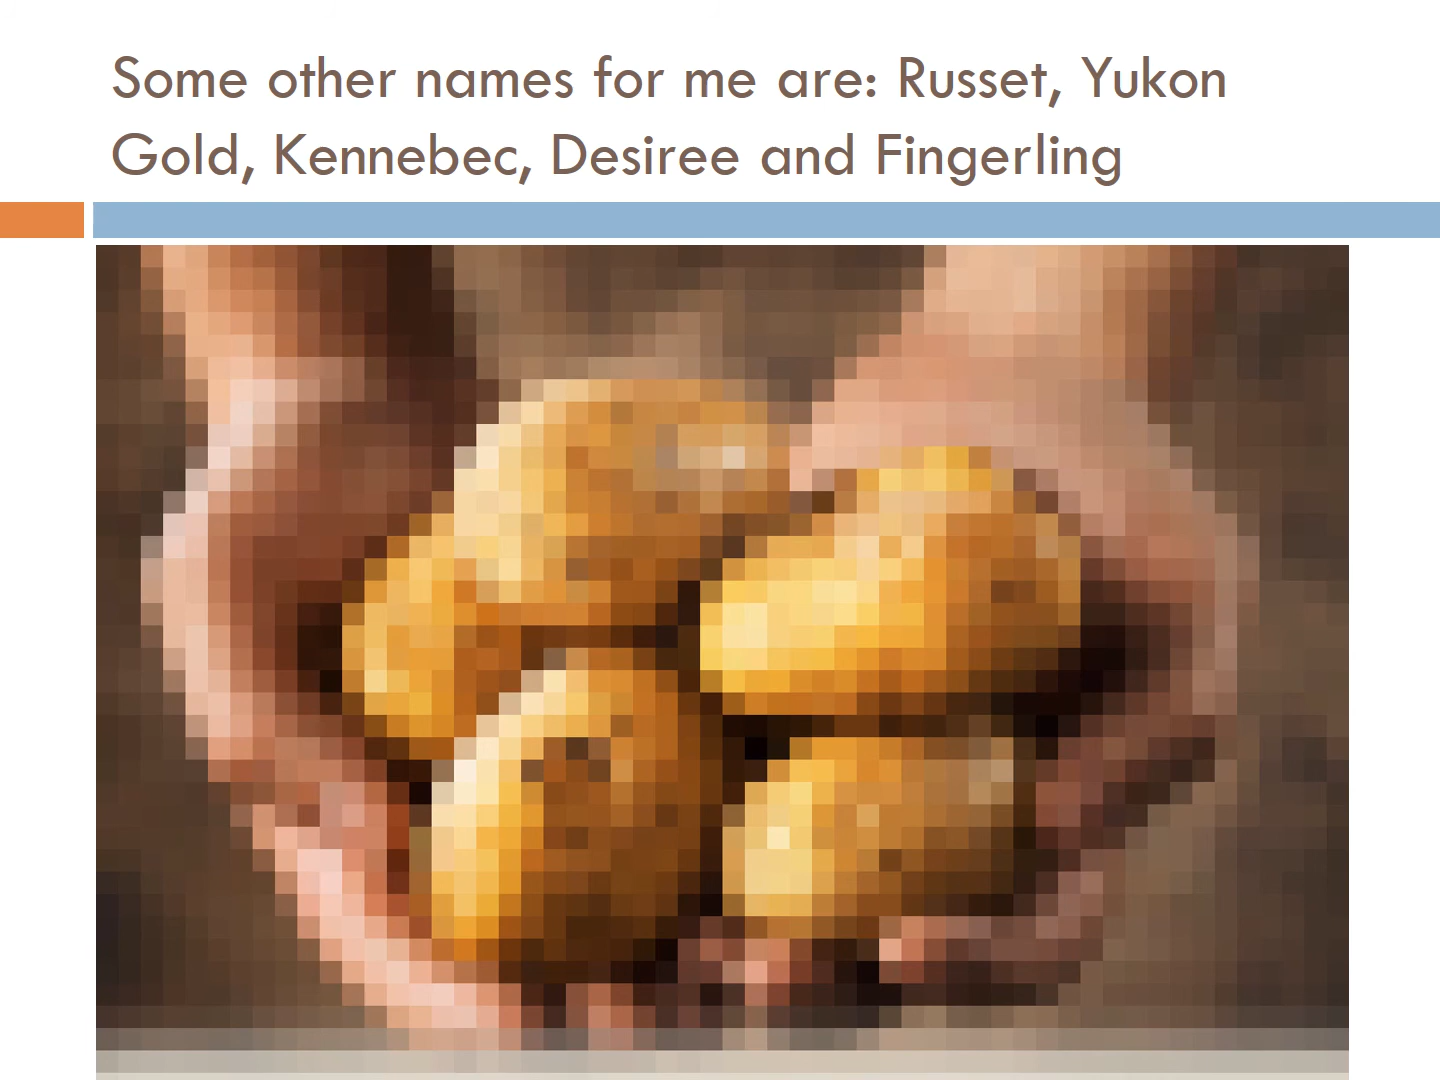 Some other names for me are: Russet, Yukon
Gold, Kennebec, Desiree and Fingerling